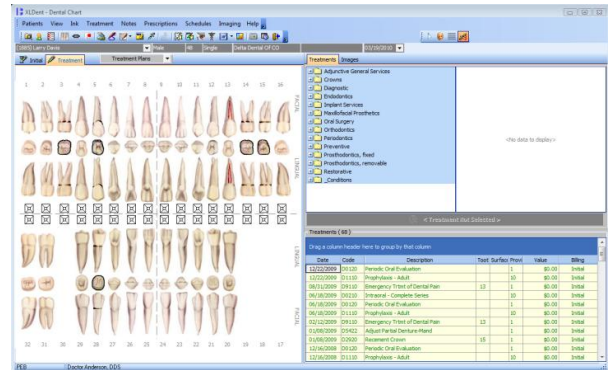 XLDent - Dental Chart
Patients View Ink Treatment Notes Prescriptions Schedules Imaging Help
(1885) Larry Davis Male 48 Single Delta Dental Of CO 03/19/2010
Initial Treatment Treatment Plans
Treatments Images
1 2 3 4 5 6 7 8 9 10 11 12 13 14 15 16
Adjunctive General Services
Crowns
Diagnostic
Endodontics
Implant Services
Maxillofacial Prosthetics
Oral Surgery
Orthodontics
Periodontics
Preventive
Prosthodontics, fixed
Prosthodontics, removable
Restorative
_Conditions
<No data to display>
FACIAL
LINGUAL
LINGUAL
FACIAL
32 31 30 29 28 27 26 25 24 23 22 21 20 19 18 17
< Treatment Not Selected >
Treatments ( 68 )
Drag a column header here to group by that column
Date Code Description Toot Surfac Provi Value Billing
12/22/2009 D0120 Periodic Oral Evaluation 1 $0.00 Initial
12/22/2009 D1110 Prophylaxis - Adult 10 $0.00 Initial
08/31/2009 D9110 Emergency Trtmt of Dental Pain 13 1 $0.00 Initial
06/18/2009 D0210 Intraoral - Complete Series 10 $0.00 Initial
06/18/2009 D0120 Periodic Oral Evaluation 1 $0.00 Initial
06/18/2009 D1110 Prophylaxis - Adult 10 $0.00 Initial
02/12/2009 D9110 Emergency Trtmt of Dental Pain 12 1 $0.00 Initial
01/08/2009 D5422 Adjust Partial Denture-Mand 1 $0.00 Initial
01/08/2009 D2920 Recement Crown 15 1 $0.00 Initial
12/16/2008 D0120 Periodic Oral Evaluation 1 $0.00 Initial
12/16/2008 D1110 Prophylaxis - Adult 10 $0.00 Initial
PEB Doctor Anderson, DDS